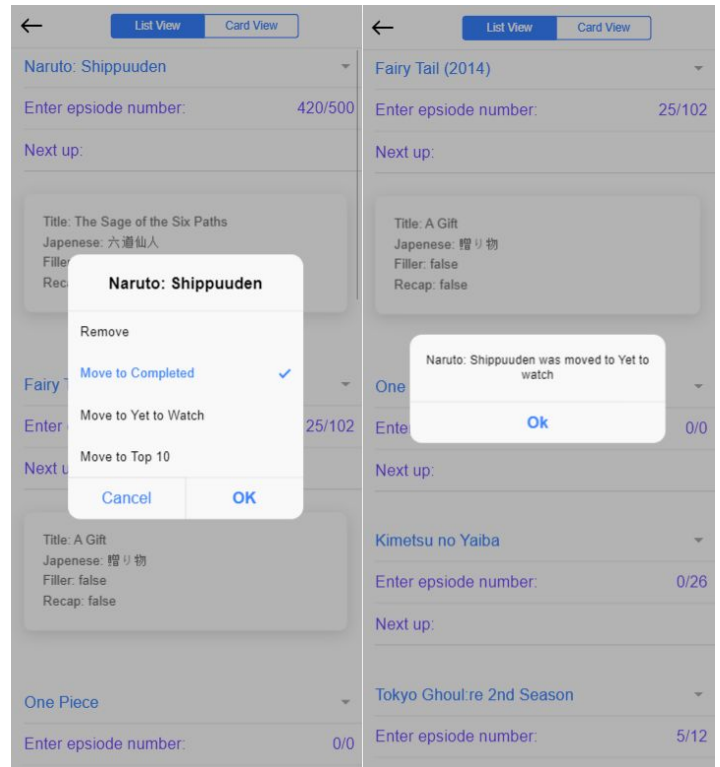 List View Card View
Naruto: Shippuuden
Enter epsiode number: 420/500
Next up:
Title: The Sage of the Six Paths
Japenese: 六道仙人
Fille
Rec
Naruto: Shippuuden
Remove
Move to Completed
Move to Yet to Watch
Move to Top 10
Cancel OK
Fairy T
Enter 25/102
Next u
Title: A Gift
Japenese: 贈り物
Filler: false
Recap: false
One Piece
Enter epsiode number: 0/0
List View Card View
Fairy Tail (2014)
Enter epsiode number: 25/102
Next up:
Title: A Gift
Japenese: 贈り物
Filler: false
Recap: false
Naruto: Shippuuden was moved to Yet to
watch
Ok
One
Ente 0/0
Next up:
Kimetsu no Yaiba
Enter epsiode number: 0/26
Next up:
Tokyo Ghoul:re 2nd Season
Enter epsiode number: 5/12